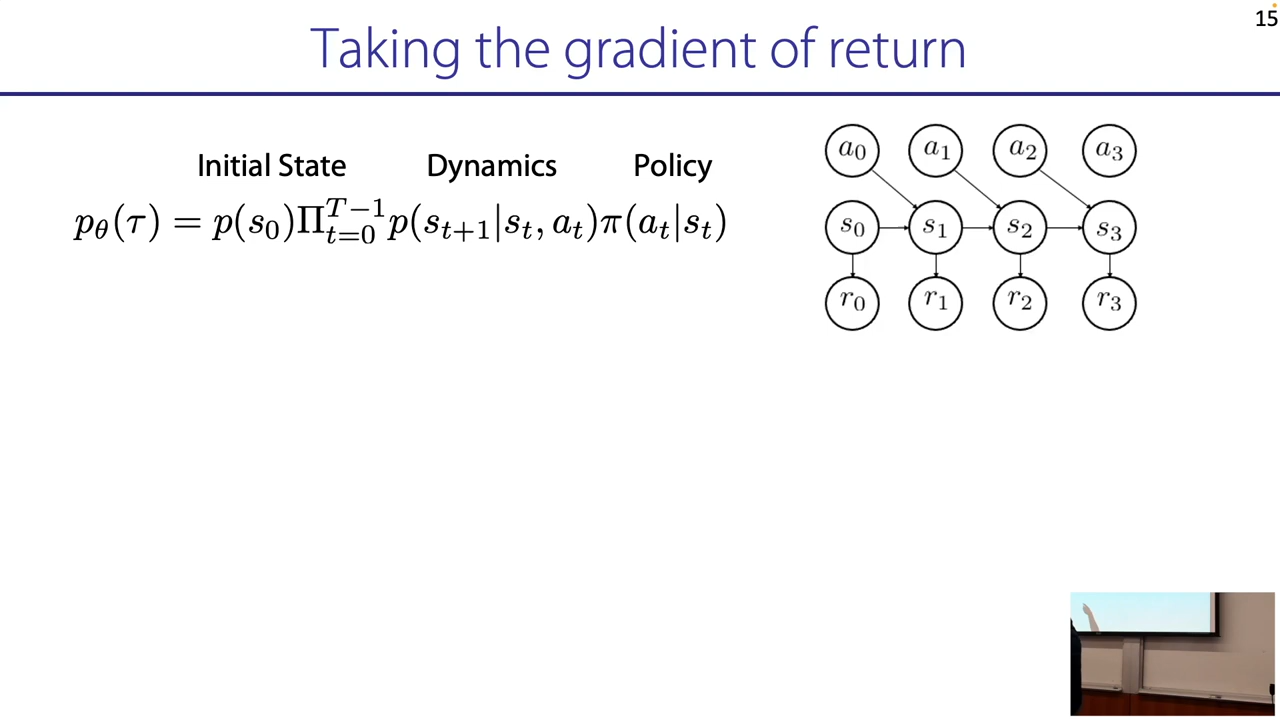 15
Taking the gradient of return
Initial State Dynamics Policy
p_θ(τ) = p(s_0)Π_{t=0}^{T−1}p(s_{t+1}|s_t, a_t)π(a_t|s_t)
a_0 a_1 a_2 a_3
s_0 s_1 s_2 s_3
r_0 r_1 r_2 r_3